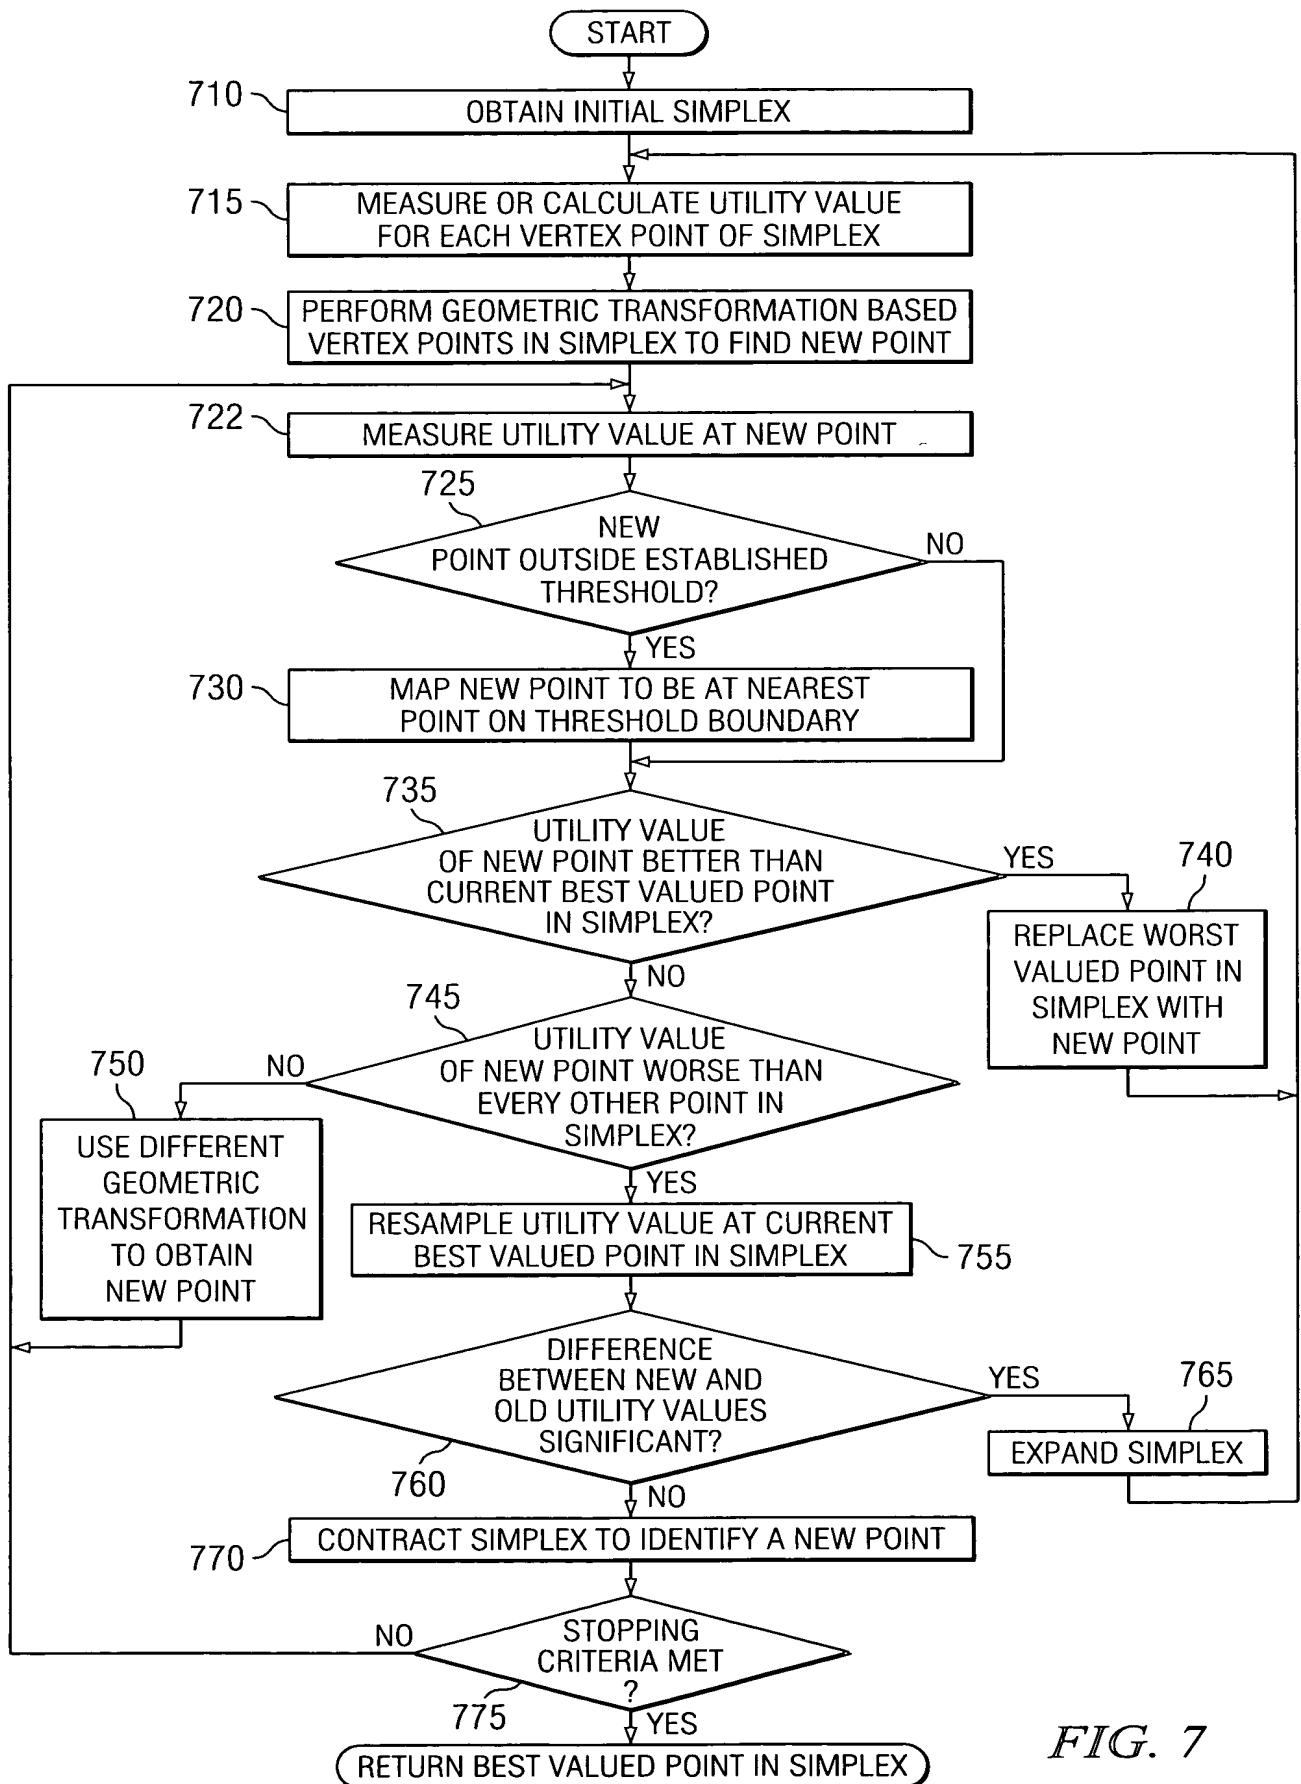 START
710
OBTAIN INITIAL SIMPLEX
715
MEASURE OR CALCULATE UTILITY VALUE
FOR EACH VERTEX POINT OF SIMPLEX
720
PERFORM GEOMETRIC TRANSFORMATION BASED
VERTEX POINTS IN SIMPLEX TO FIND NEW POINT
722
MEASURE UTILITY VALUE AT NEW POINT
725
NEW
POINT OUTSIDE ESTABLISHED
THRESHOLD?
NO
YES
730
MAP NEW POINT TO BE AT NEAREST
POINT ON THRESHOLD BOUNDARY
735
UTILITY VALUE
OF NEW POINT BETTER THAN
CURRENT BEST VALUED POINT
IN SIMPLEX?
YES
740
REPLACE WORST
VALUED POINT IN
SIMPLEX WITH
NEW POINT
NO
745
UTILITY VALUE
OF NEW POINT WORSE THAN
EVERY OTHER POINT IN
SIMPLEX?
NO
750
USE DIFFERENT
GEOMETRIC
TRANSFORMATION
TO OBTAIN
NEW POINT
YES
RESAMPLE UTILITY VALUE AT CURRENT
BEST VALUED POINT IN SIMPLEX
755
DIFFERENCE
BETWEEN NEW AND
OLD UTILITY VALUES
SIGNIFICANT?
760
YES
765
EXPAND SIMPLEX
NO
770
CONTRACT SIMPLEX TO IDENTIFY A NEW POINT
STOPPING
CRITERIA MET
?
NO
775
YES
RETURN BEST VALUED POINT IN SIMPLEX
FIG. 7